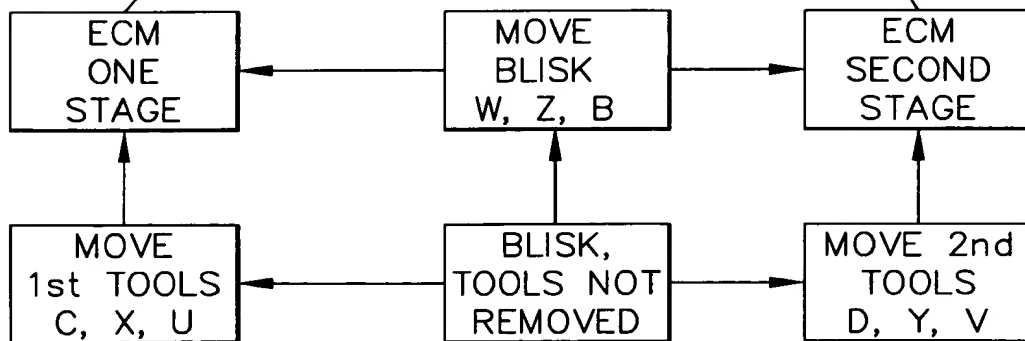 ECM
ONE
STAGE
MOVE
BLISK
W, Z, B
ECM
SECOND
STAGE
MOVE
1st TOOLS
C, X, U
BLISK,
TOOLS NOT
REMOVED
MOVE 2nd
TOOLS
D, Y, V